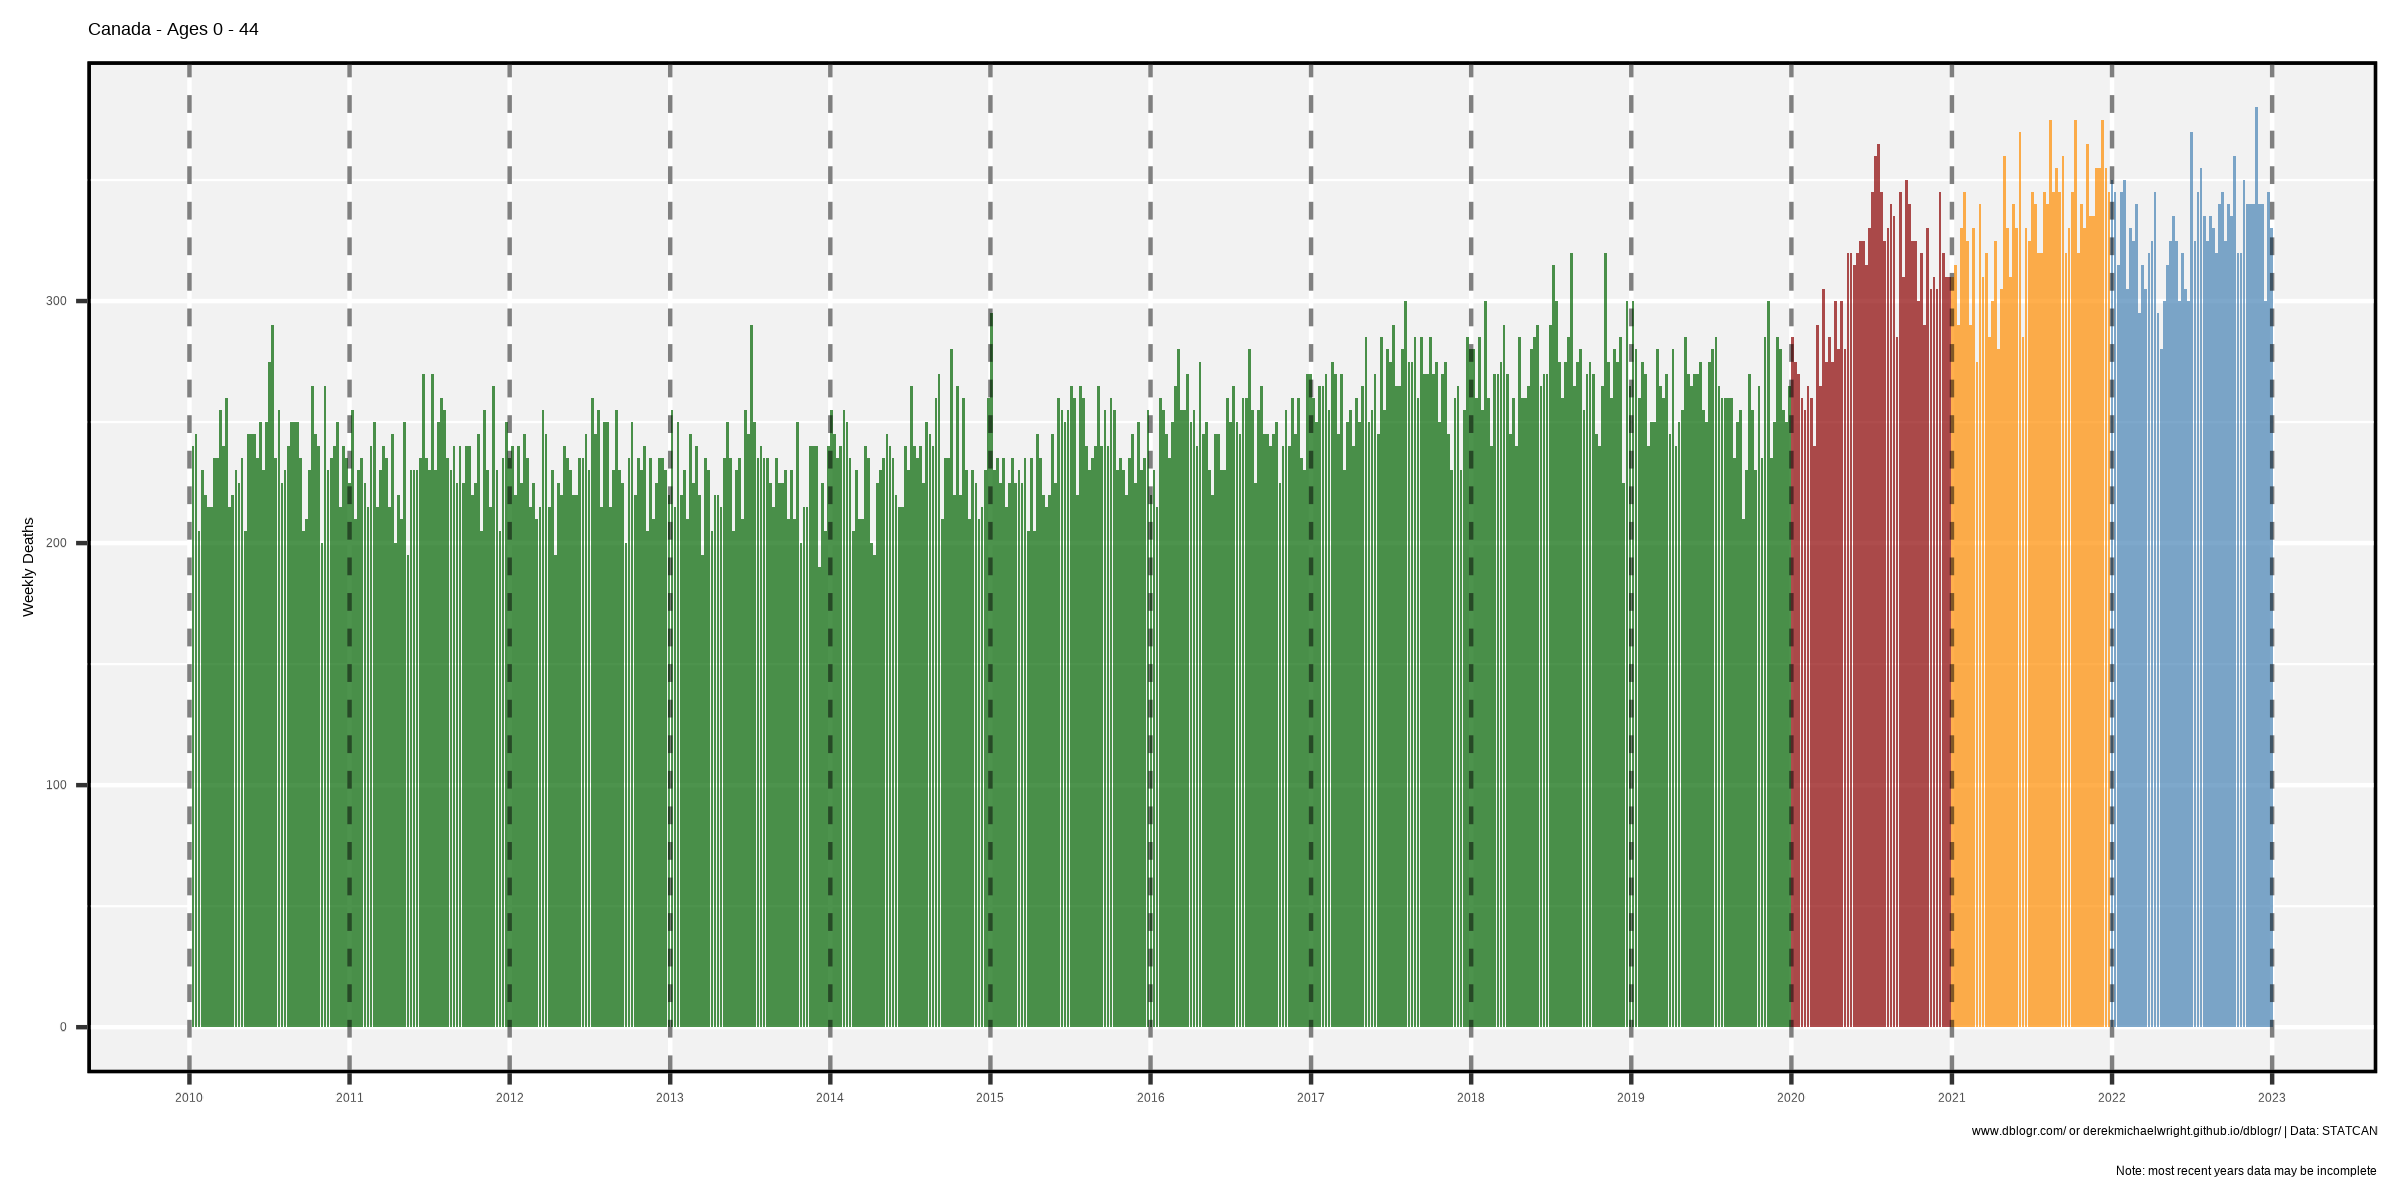 Canada - Ages 0 - 44
Weekly Deaths
300
200
100
0
2010 2011 2012 2013 2014 2015 2016 2017 2018 2019 2020 2021 2022 2023
www.dblogr.com/ or derekmichaelwright.github.io/dblogr/ | Data: STATCAN
Note: most recent years data may be incomplete